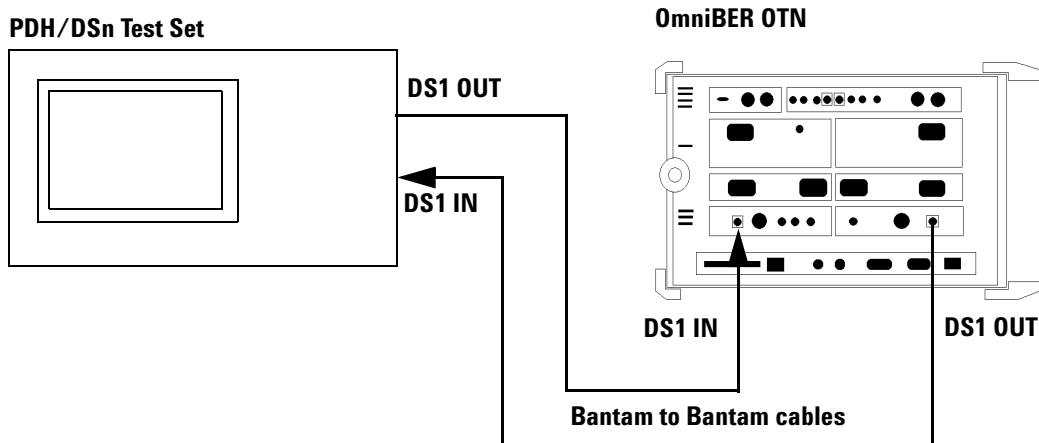 OmniBER OTN
PDH/DSn Test Set
DS1 OUT
DS1 IN
DS1 IN
DS1 OUT
Bantam to Bantam cables